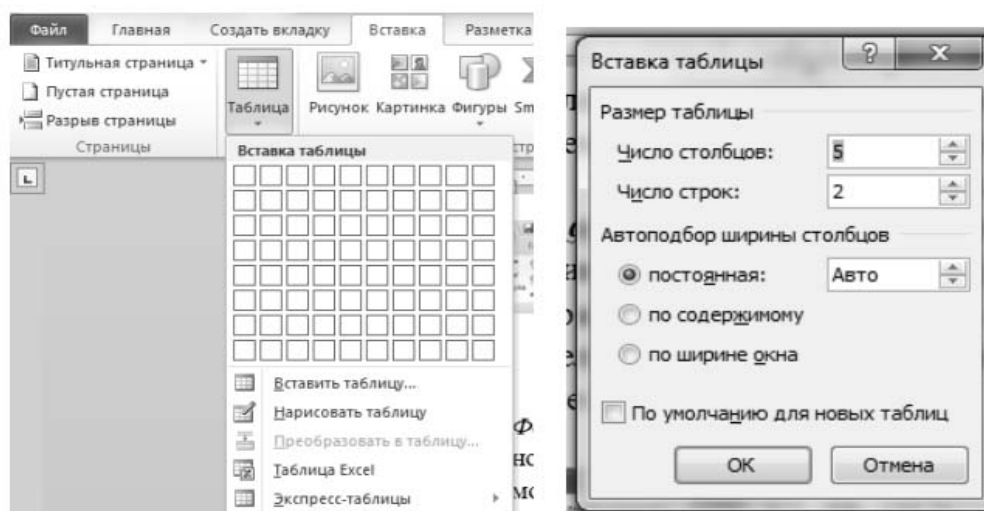 Файл Главная Создать вкладку Вставка Разметка
Титульная страница
Пустая страница
Разрыв страницы
Страницы
Таблица Рисунок Картинка Фигуры Sm
Вставка таблицы
Вставить таблицу...
Нарисовать таблицу
Преобразовать в таблицу...
Таблица Excel
Экспресс-таблицы
Вставка таблицы
Размер таблицы
Число столбцов: 5
Число строк: 2
Автоподбор ширины столбцов
постоянная: Авто
по содержимому
по ширине окна
По умолчанию для новых таблиц
ОК Отмена